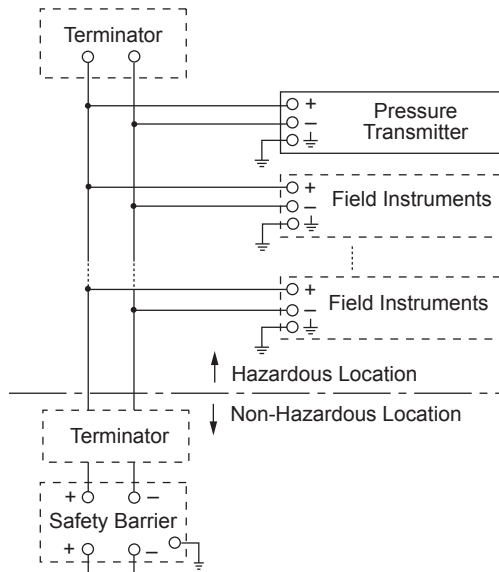 Terminator
+
Pressure
Transmitter
–
+
Field Instruments
–
+
Field Instruments
–
Hazardous Location
Non-Hazardous Location
Terminator
+ –
Safety Barrier
+ –